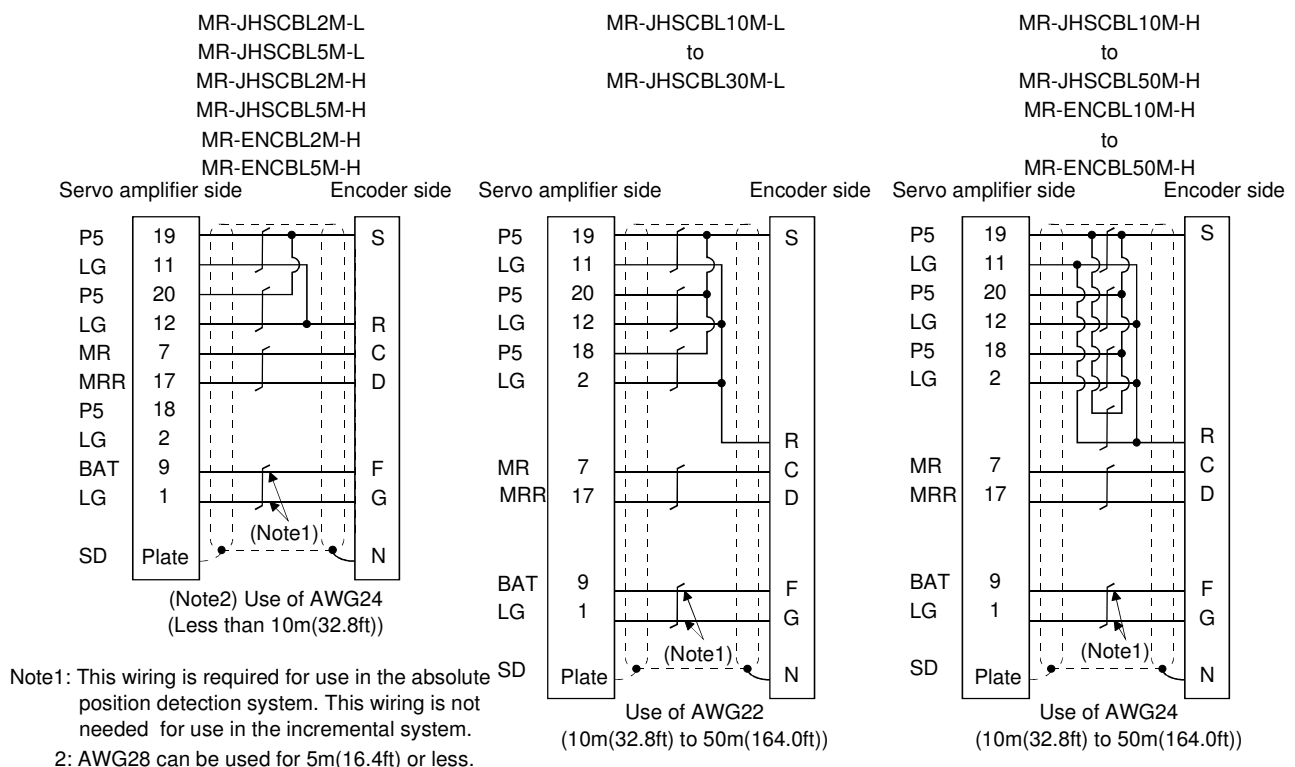 MR-JHSCBL2M-L
MR-JHSCBL5M-L
MR-JHSCBL2M-H
MR-JHSCBL5M-H
MR-ENCBL2M-H
MR-ENCBL5M-H
Servo amplifier side Encoder side
P5 19 S
LG 11
P5 20
LG 12 R
MR 7 C
MRR 17 D
P5 18
LG 2
BAT 9 F
LG 1 G
(Note1)
SD Plate N
(Note2) Use of AWG24
(Less than 10m(32.8ft))
MR-JHSCBL10M-L
to
MR-JHSCBL30M-L
Servo amplifier side Encoder side
P5 19 S
LG 11
P5 20
LG 12
P5 18
LG 2
R
MR 7 C
MRR 17 D
BAT 9 F
LG 1 G
(Note1)
SD Plate N
Use of AWG22
(10m(32.8ft) to 50m(164.0ft))
MR-JHSCBL10M-H
to
MR-JHSCBL50M-H
MR-ENCBL10M-H
to
MR-ENCBL50M-H
Servo amplifier side Encoder side
P5 19 S
LG 11
P5 20
LG 12
P5 18
LG 2
R
MR 7 C
MRR 17 D
BAT 9 F
LG 1 G
(Note1)
SD Plate N
Use of AWG24
(10m(32.8ft) to 50m(164.0ft))
Note1: This wiring is required for use in the absolute
position detection system. This wiring is not
needed for use in the incremental system.
2: AWG28 can be used for 5m(16.4ft) or less.